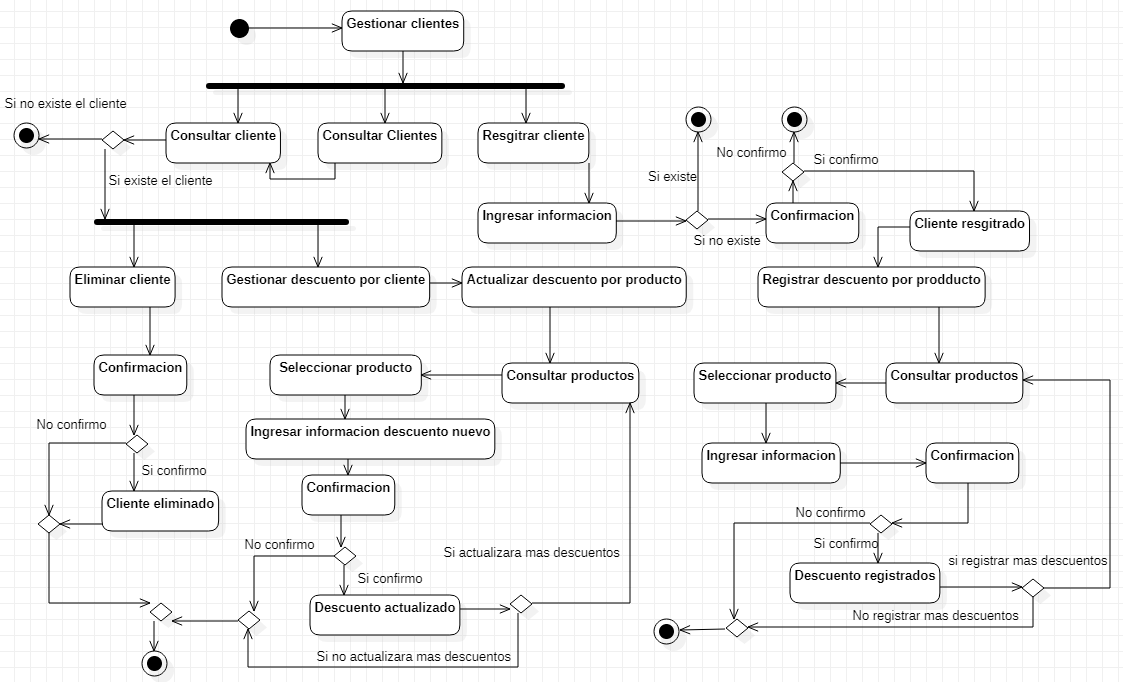 Gestionar clientes
Si no existe el cliente
Consultar cliente
Consultar Clientes
Resgitrar cliente
No confirmo
Si confirmo
Si existe el cliente
Si existe
Ingresar informacion
Si no existe
Confirmacion
Cliente resgitrado
Eliminar cliente
Gestionar descuento por cliente
Actualizar descuento por producto
Registrar descuento por prodducto
Confirmacion
Seleccionar producto
Consultar productos
Seleccionar producto
Consultar productos
No confirmo
Ingresar informacion descuento nuevo
Si confirmo
Ingresar informacion
Confirmacion
Confirmacion
Cliente eliminado
No confirmo
No confirmo
Si confirmo
Si actualizara mas descuentos
si registrar mas descuentos
Si confirmo
Descuento registrados
Descuento actualizado
No registrar mas descuentos
Si no actualizara mas descuentos